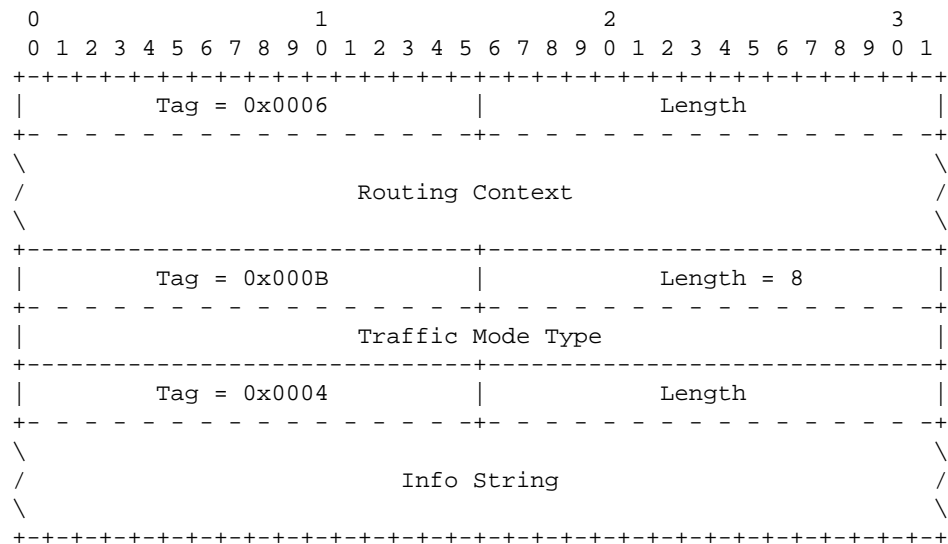 0                   1                   2                   3
 0 1 2 3 4 5 6 7 8 9 0 1 2 3 4 5 6 7 8 9 0 1 2 3 4 5 6 7 8 9 0 1
+-+-+-+-+-+-+-+-+-+-+-+-+-+-+-+-+-+-+-+-+-+-+-+-+-+-+-+-+-+-+-+-+
|         Tag = 0x0006          |            Length             |
+- - - - - - - - - - - - - - - -+- - - - - - - - - - - - - - - -+
\                                                               \
/                       Routing Context                         /
\                                                               \
+-------------------------------+-------------------------------+
|         Tag = 0x000B          |            Length = 8         |
+- - - - - - - - - - - - - - - -+- - - - - - - - - - - - - - - -+
|                       Traffic Mode Type                       |
+-------------------------------+-------------------------------+
|         Tag = 0x0004          |            Length             |
+- - - - - - - - - - - - - - - -+- - - - - - - - - - - - - - - -+
\                                                               \
/                          Info String                          /
\                                                               \
+-+-+-+-+-+-+-+-+-+-+-+-+-+-+-+-+-+-+-+-+-+-+-+-+-+-+-+-+-+-+-+-+